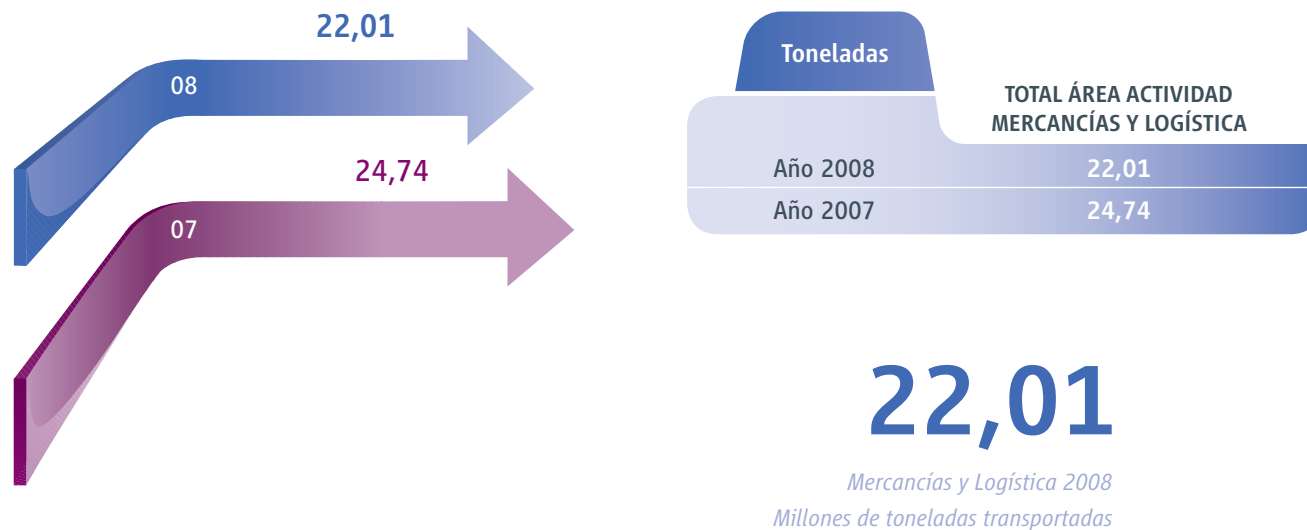 22,01
08
24,74
07
Toneladas
TOTAL ÁREA ACTIVIDAD
MERCANCÍAS Y LOGÍSTICA
Año 2008 22,01
Año 2007 24,74
22,01
Mercancías y Logística 2008
Millones de toneladas transportadas